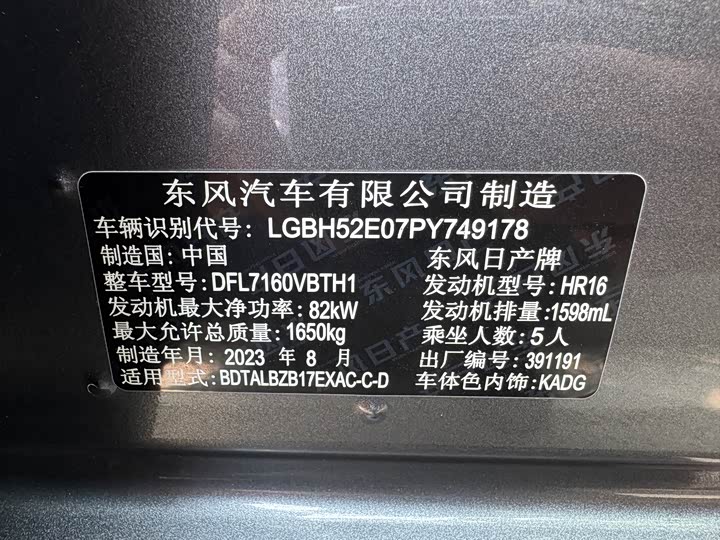 东风汽车有限公司制造
车辆识别代号: LGBH52E07PY749178
制造国: 中国 东风日产牌
整车型号: DFL7160VBTH1 发动机型号: HR16
发动机最大净功率: 82kW 发动机排量: 1598mL
最大允许总质量: 1650kg 乘坐人数: 5人
制造年月: 2023 年 8 月 出厂编号: 391191
适用型式: BDTALBZB17EXAC-C-D 车体色内饰: KADG